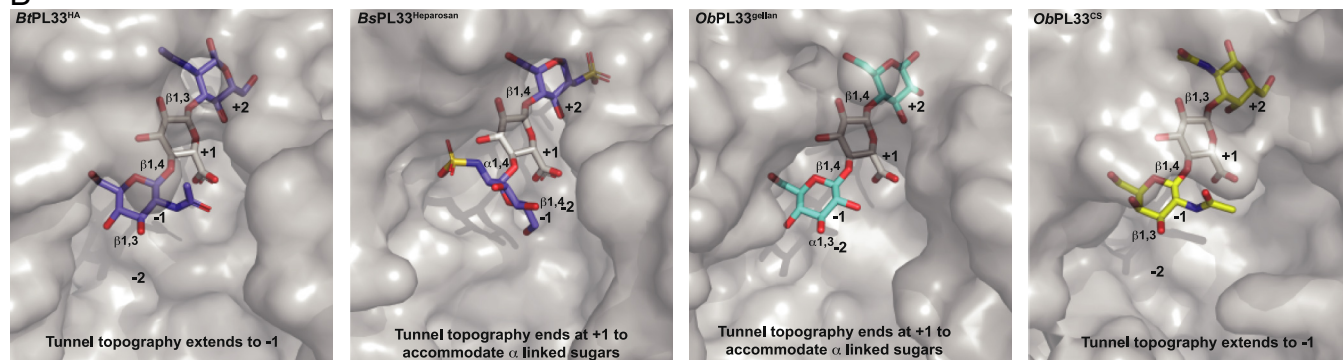 BtPL33HA
β1,3
+2
β1,4
+1
-1
β1,3
-2
Tunnel topography extends to -1
BsPL33Heparosan
β1,4
+2
α1,4
+1
β1,4
-1
-2
Tunnel topography ends at +1 to
accommodate α linked sugars
ObPL33gellan
β1,4
+2
β1,4
+1
-1
α1,3
-2
Tunnel topography ends at +1 to
accommodate α linked sugars
ObPL33CS
β1,3
+2
β1,4
+1
-1
β1,3
-2
Tunnel topography extends to -1